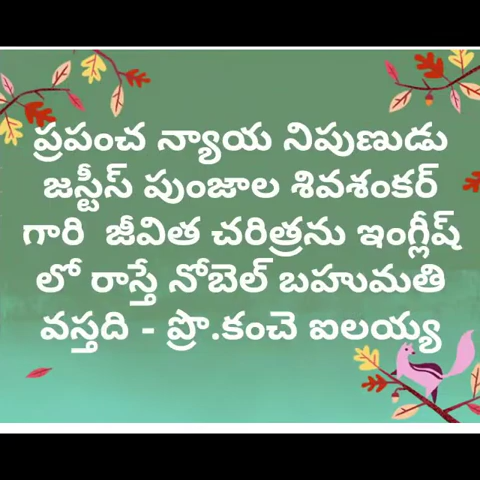 ప్రపంచ న్యాయ నిపుణుడు
జస్టీస్ పుంజాల శివశంకర్
గారి జీవిత చరిత్రను ఇంగ్లీష్
లో రాస్తే నోబెల్ బహుమతి
వస్తది - ప్రొ.కంచె ఐలయ్య